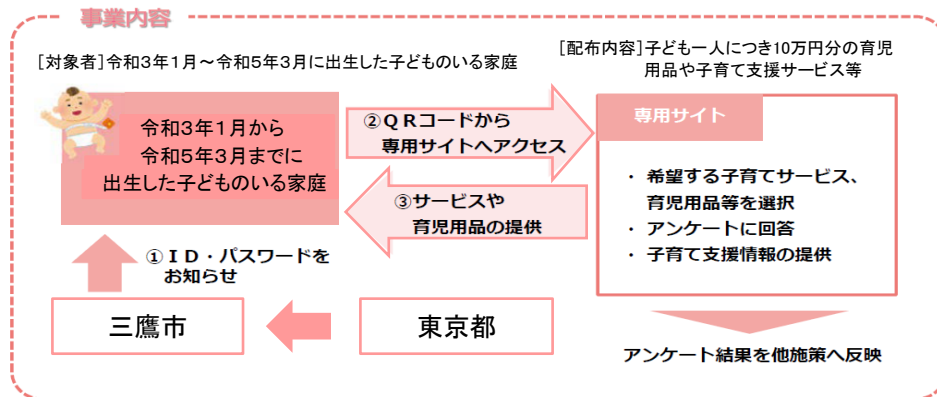 事業内容
[対象者]令和3年1月～令和5年3月に出生した子どものいる家庭
[配布内容]子ども一人につき10万円分の育児
用品や子育て支援サービス等
令和3年1月から
令和5年3月までに
出生した子どものいる家庭
②ＱＲコードから
専用サイトへアクセス
③サービスや
育児用品の提供
専用サイト
・ 希望する子育てサービス、
育児用品等を選択
・ アンケートに回答
・ 子育て支援情報の提供
①ＩＤ・パスワードを
お知らせ
三鷹市
東京都
アンケート結果を他施策へ反映